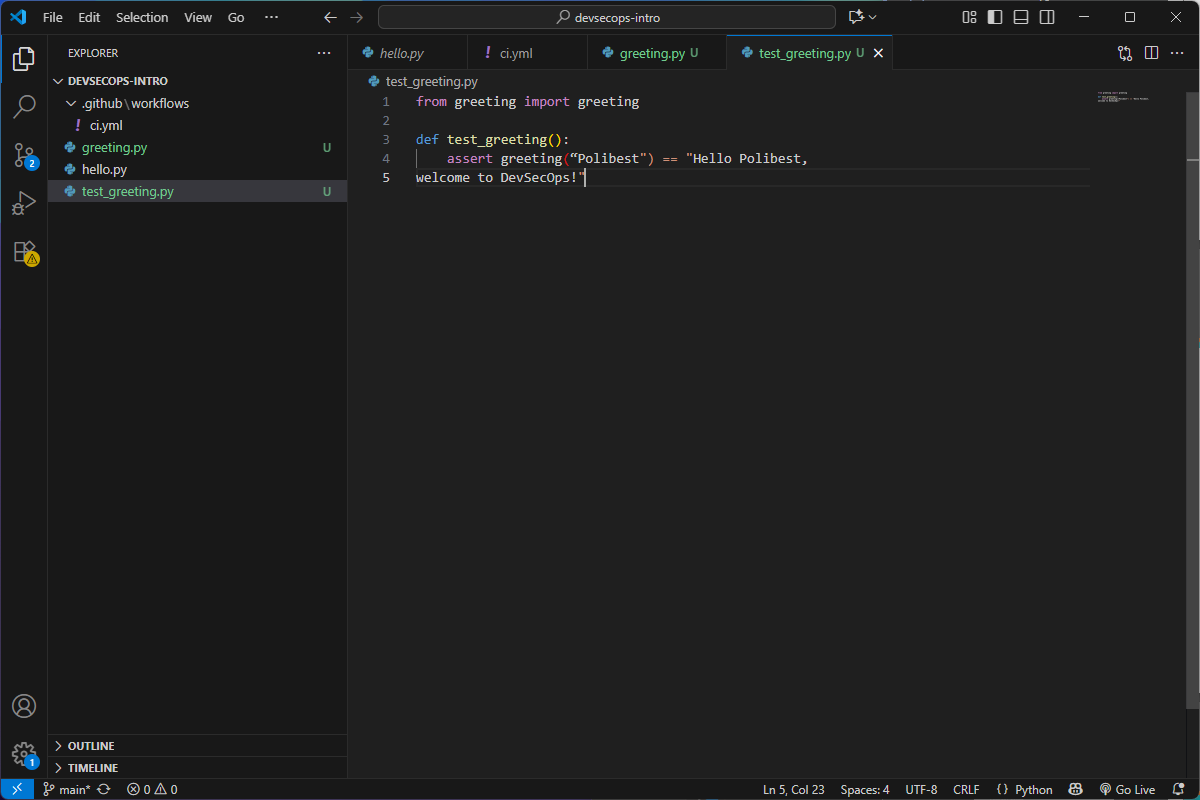 File Edit Selection View Go ··· devsecops-intro
EXPLORER ···
DEVSECOPS-INTRO
.github\workflows
! ci.yml
greeting.py U
hello.py
test_greeting.py U
hello.py ! ci.yml greeting.py U test_greeting.py U
test_greeting.py
1 from greeting import greeting
2
3 def test_greeting():
4     assert greeting(“Polibest") == "Hello Polibest,
5 welcome to DevSecOps!"
2
1
OUTLINE
TIMELINE
main* 0 0 Ln 5, Col 23 Spaces: 4 UTF-8 CRLF {} Python Go Live